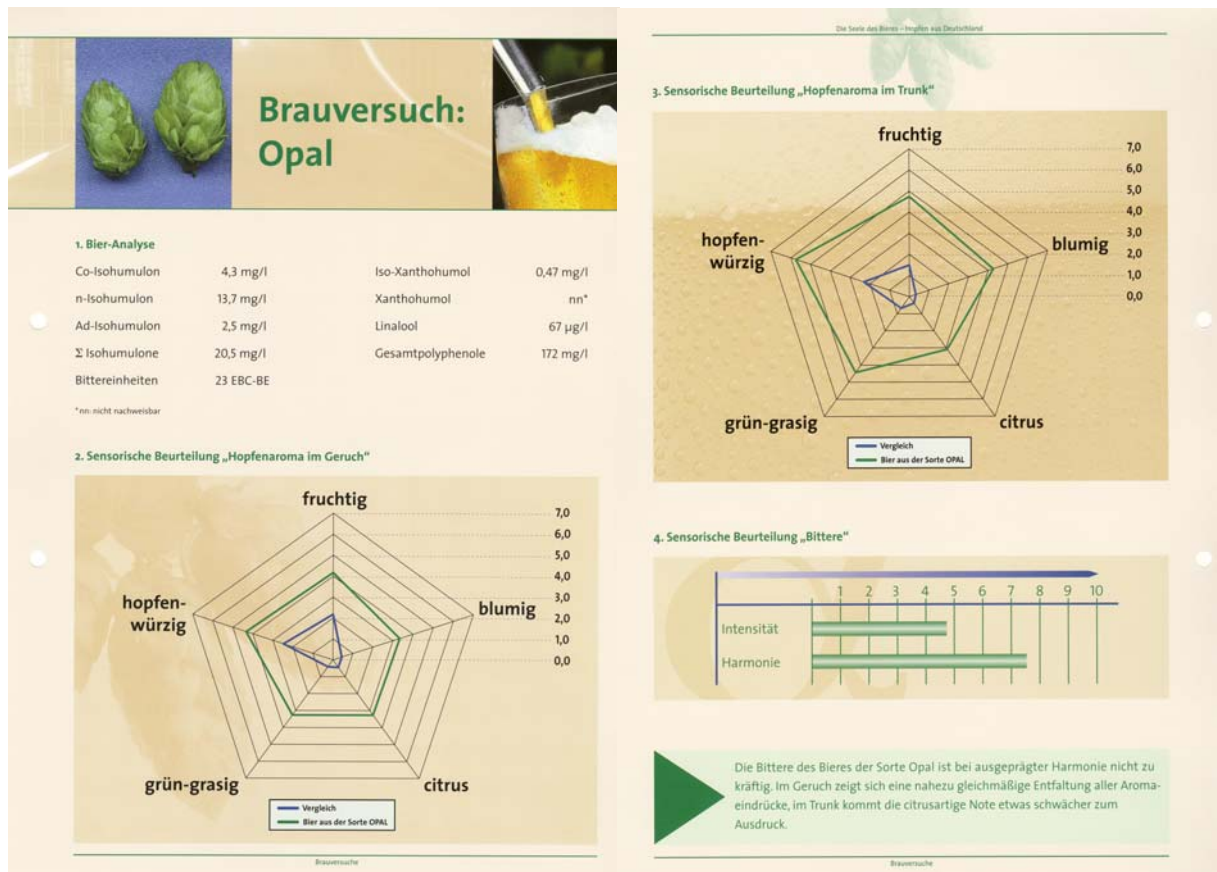 Brauversuch:
Opal
1. Bier-Analyse
Co-Isohumulon 4,3 mg/l Iso-Xanthohumol 0,47 mg/l
n-Isohumulon 13,7 mg/l Xanthohumol nn*
Ad-Isohumulon 2,5 mg/l Linalool 67 µg/l
Σ Isohumulone 20,5 mg/l Gesamtpolyphenole 172 mg/l
Bittereinheiten 23 EBC-BE
*nn: nicht nachweisbar
2. Sensorische Beurteilung „Hopfenaroma im Geruch“
fruchtig
7,0
6,0
5,0
4,0
3,0
2,0
1,0
0,0
hopfen-
würzig
blumig
grün-grasig
citrus
Vergleich
Bier aus der Sorte OPAL
Brauversuche
Die Seele des Bieres – Hopfen aus Deutschland
3. Sensorische Beurteilung „Hopfenaroma im Trunk“
fruchtig
7,0
6,0
5,0
4,0
3,0
2,0
1,0
0,0
hopfen-
würzig
blumig
grün-grasig
citrus
Vergleich
Bier aus der Sorte OPAL
4. Sensorische Beurteilung „Bittere“
1 2 3 4 5 6 7 8 9 10
Intensität
Harmonie
Die Bittere des Bieres der Sorte Opal ist bei ausgeprägter Harmonie nicht zu
kräftig. Im Geruch zeigt sich eine nahezu gleichmäßige Entfaltung aller Aroma-
eindrücke, im Trunk kommt die citrusartige Note etwas schwächer zum
Ausdruck.
Brauversuche